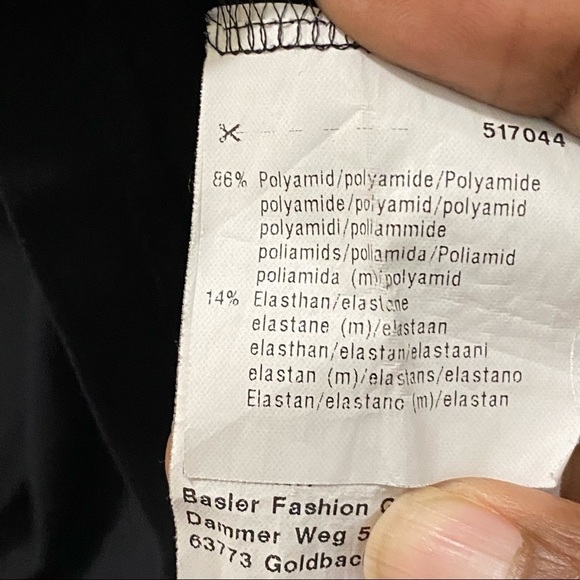 517044
86% Polyamid/polyamide/Polyamide
polyamide/polyamid/polyamid
polyamidi/poliammide
poliamids/poliamida/Poliamid
poliamida (m)/polyamid
14% Elasthan/elastane
elastane (m)/elastaan
elasthan/elastan/elastaani
elastan (m)/elastans/elastano
Elastan/elastano (m)/elastan
Basler Fashion
Dammer Weg 5
63773 Goldbac